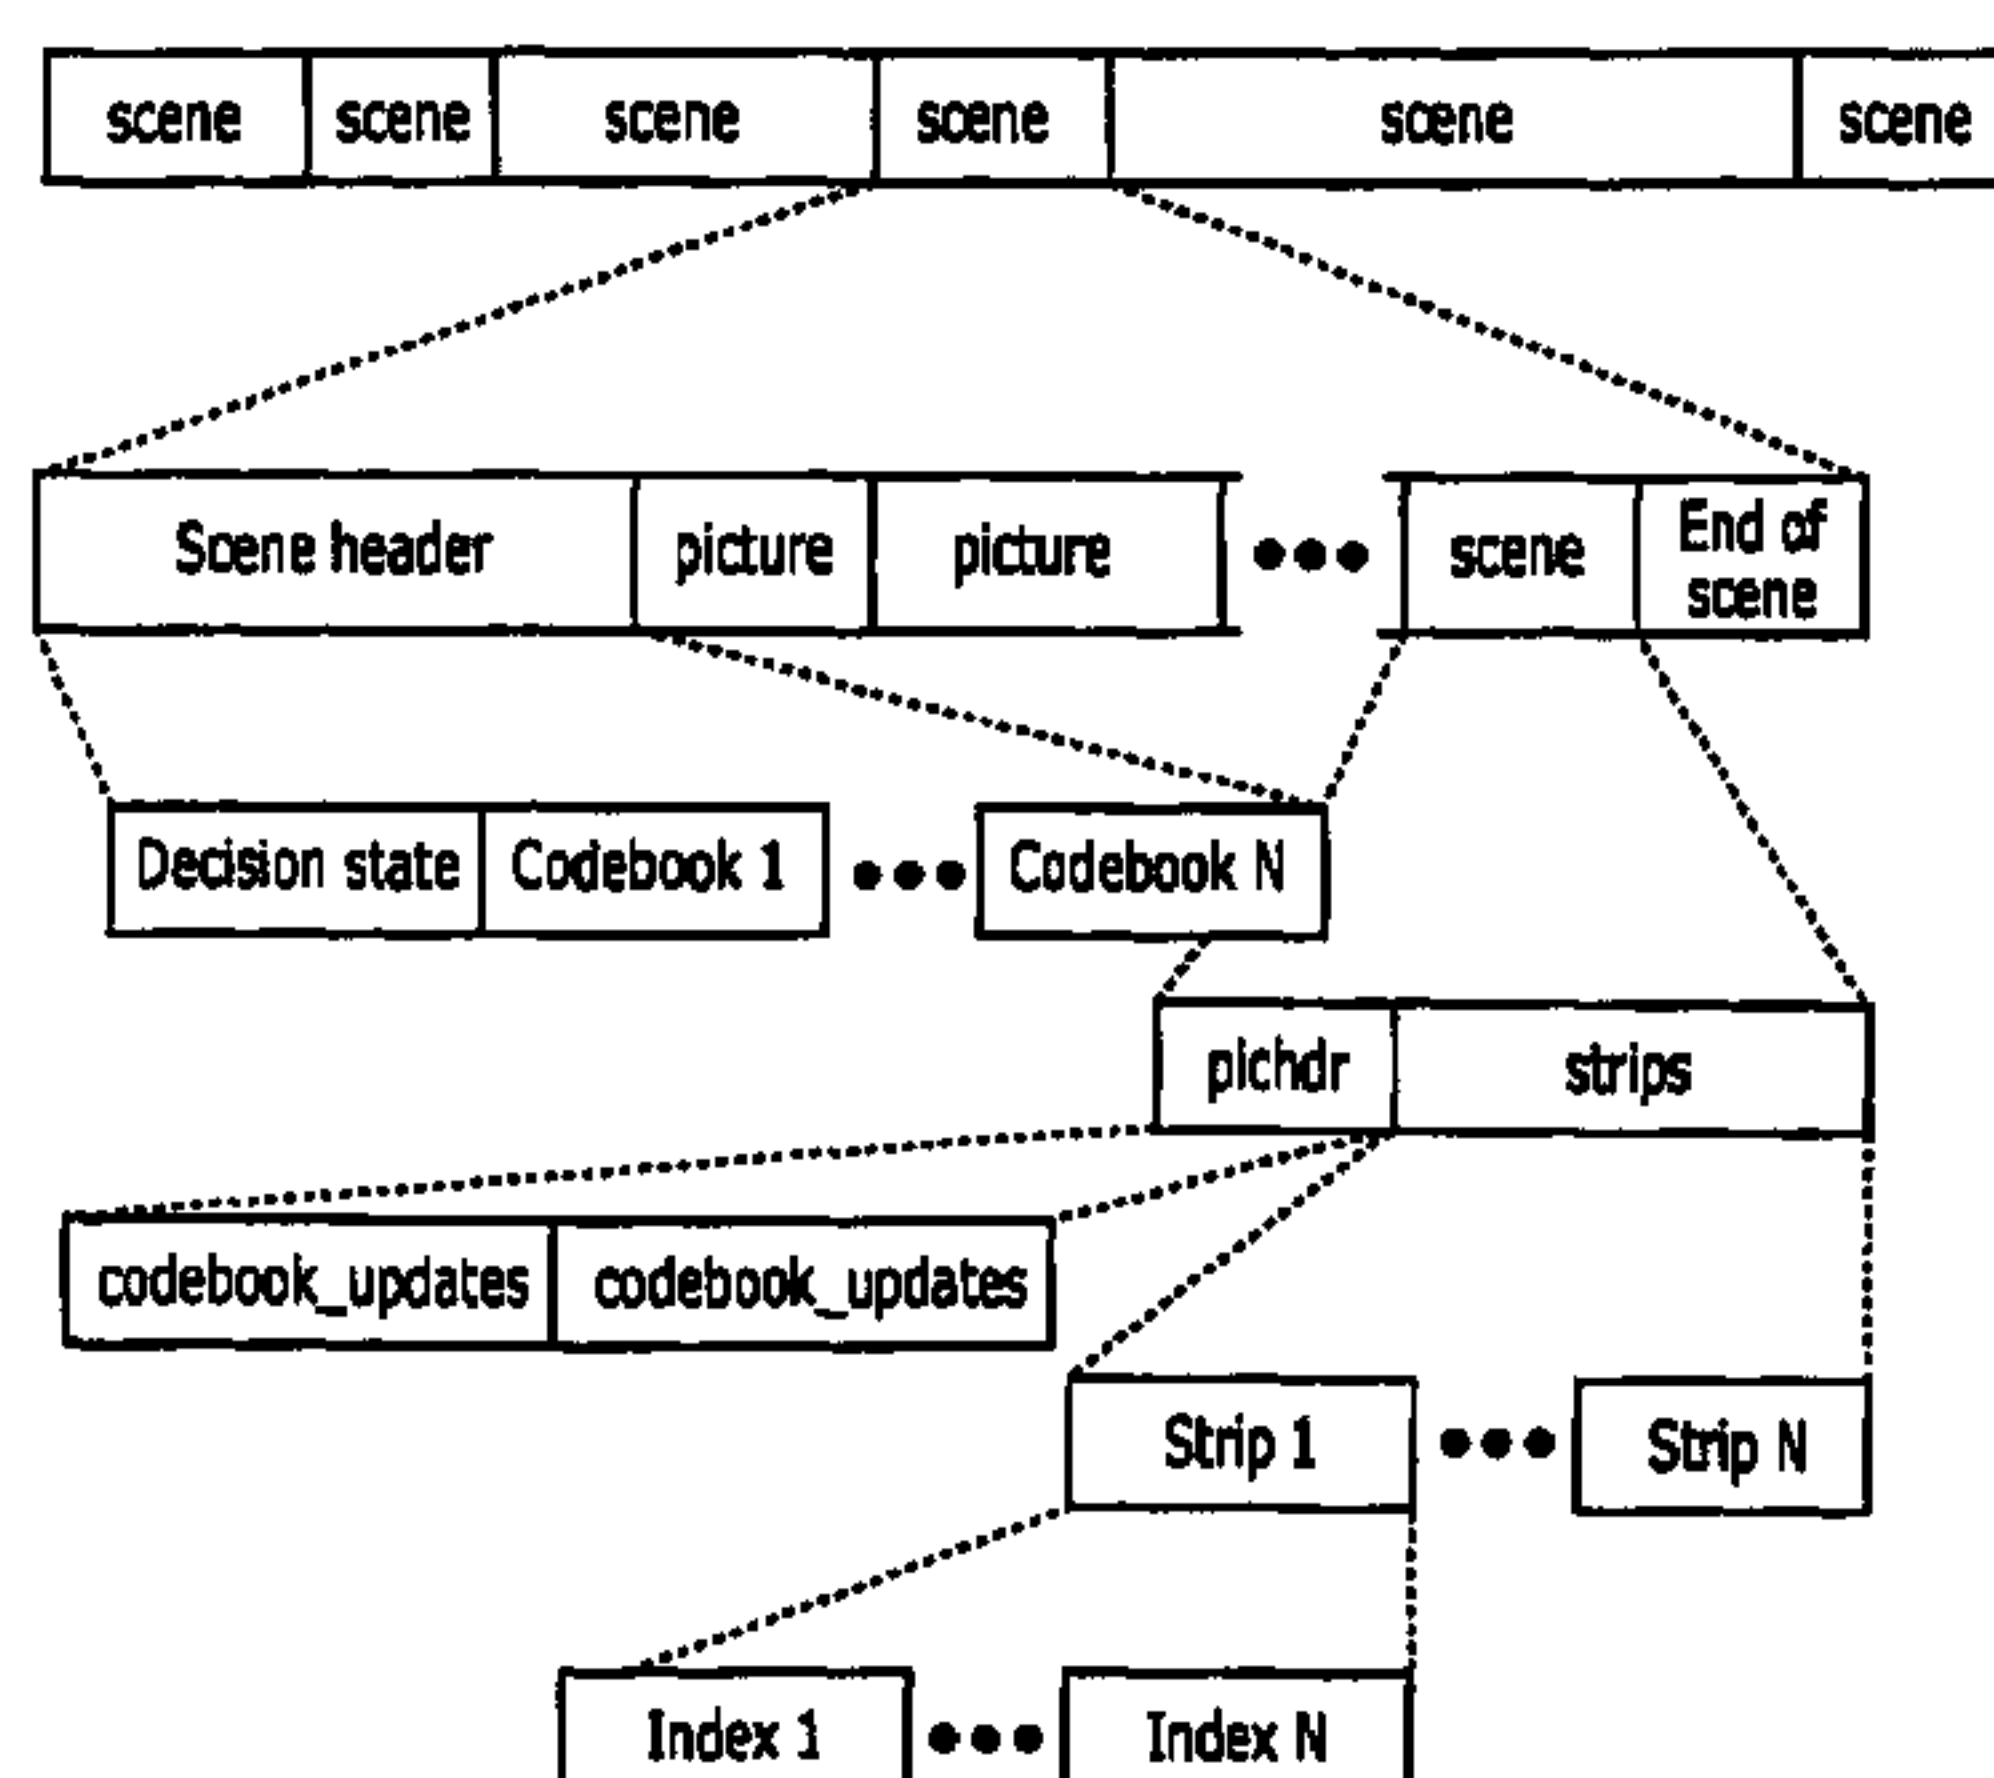 scene scene scene scene scene scene
Scene header picture picture scene End of
scene
Decision state Codebook 1 Codebook N
pichdr strips
codebook_updates codebook_updates
Strip 1 Strip N
Index 1 Index N